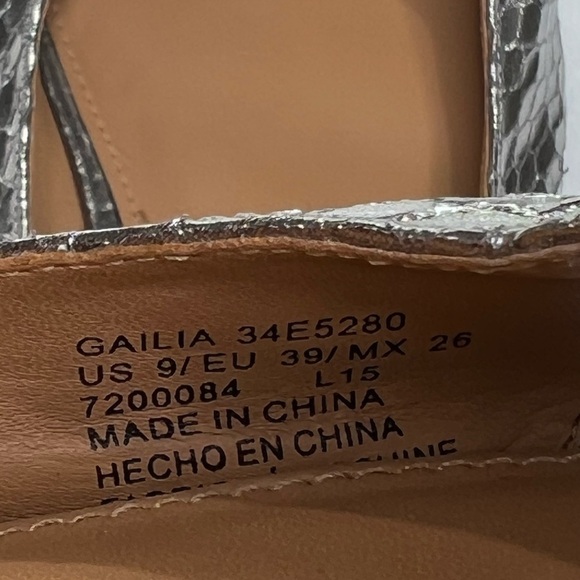 GAILIA 34E5280
US 9/ EU 39/ MX 26
7200084 L15
MADE IN CHINA
HECHO EN CHINA